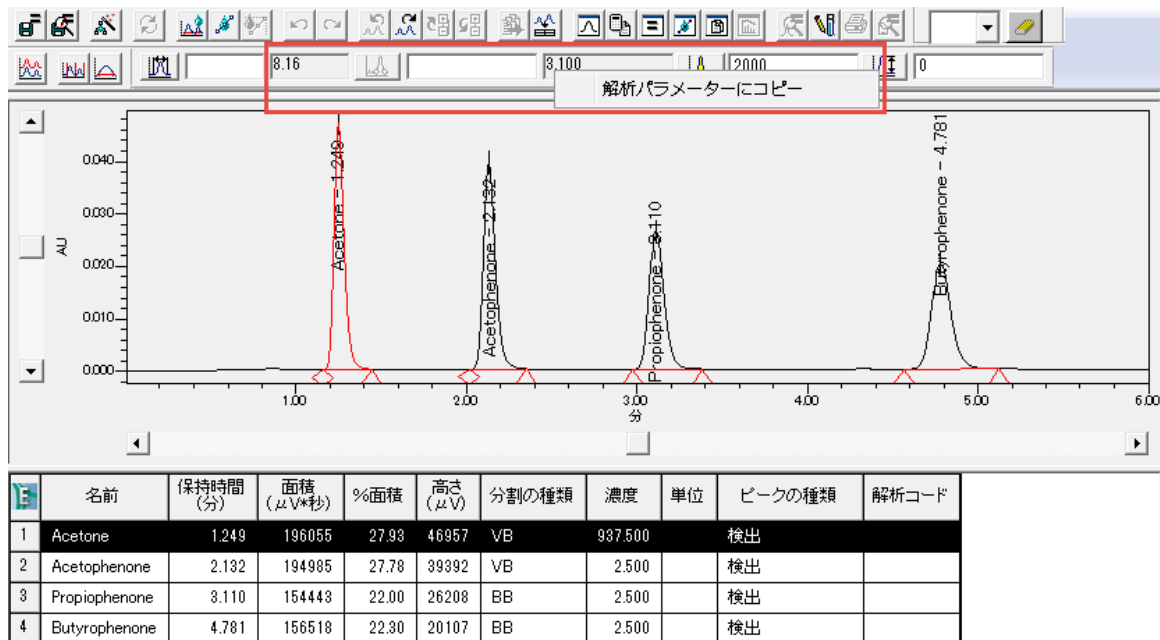 8.16 3.100 2000 0
解析パラメーターにコピー
Acetone - 1.249
Acetophenone - 2.132
Propiophenone - 3.110
Butyrophenone - 4.781
AU
0.040
0.030
0.020
0.010
0.000
1.00 2.00 3.00 4.00 5.00 6.00
分
名前 保持時間 (分) 面積 (μV*秒) %面積 高さ (μV) 分割の種類 濃度 単位 ピークの種類 解析コード
1 Acetone 1.249 196055 27.93 46957 VB 937.500 検出
2 Acetophenone 2.132 194985 27.78 39392 VB 2.500 検出
3 Propiophenone 3.110 154443 22.00 26208 BB 2.500 検出
4 Butyrophenone 4.781 156518 22.30 20107 BB 2.500 検出